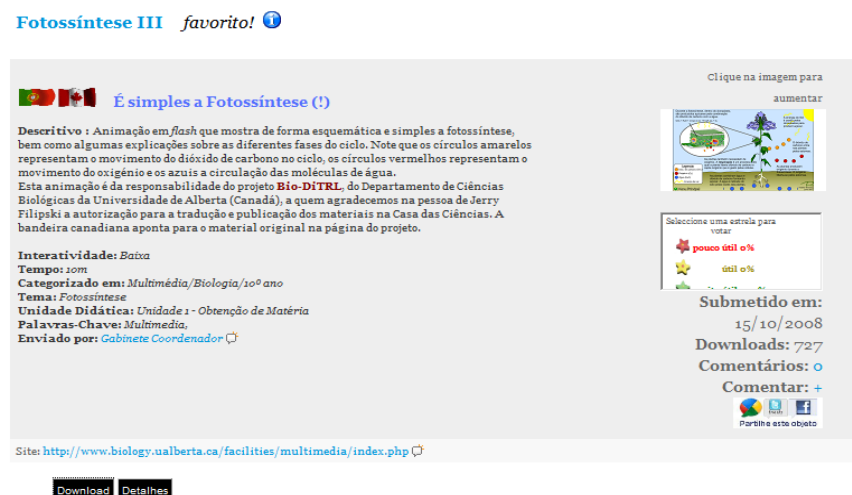 Fotossíntese III favorito!
Clique na imagem para
aumentar
É simples a Fotossíntese (!)
Descritivo : Animação em flash que mostra de forma esquemática e simples a fotossíntese,
bem como algumas explicações sobre as diferentes fases do ciclo. Note que os círculos amarelos
representam o movimento do dióxido de carbono no ciclo, os círculos vermelhos representam o
movimento do oxigénio e os azuis a circulação das moléculas de água.
Esta animação é da responsabilidade do projeto Bio-DiTRL, do Departamento de Ciências
Biológicas da Universidade de Alberta (Canadá), a quem agradecemos na pessoa de Jerry
Filipski a autorização para a tradução e publicação dos materiais na Casa das Ciências. A
bandeira canadiana aponta para o material original na página do projeto.
Interatividade: Baixa
Tempo: 10m
Categorizado em: Multimédia/Biologia/10º ano
Tema: Fotossíntese
Unidade Didática: Unidade 1 - Obtenção de Matéria
Palavras-Chave: Multimedia,
Enviado por: Gabinete Coordenador
Seleccione uma estrela para
votar
pouco útil 0%
útil 0%
Submetido em:
15/10/2008
Downloads: 727
Comentários: 0
Comentar: +
Partilhe este objeto
Site: http://www.biology.ualberta.ca/facilities/multimedia/index.php
Download Detalhes